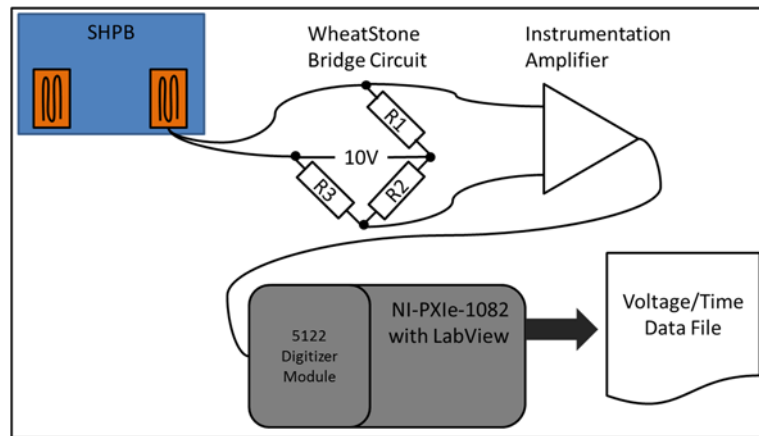 SHPB
WheatStone
Bridge Circuit
Instrumentation
Amplifier
R1
10V
R3
R2
5122
Digitizer
Module
NI-PXIe-1082
with LabView
Voltage/Time
Data File